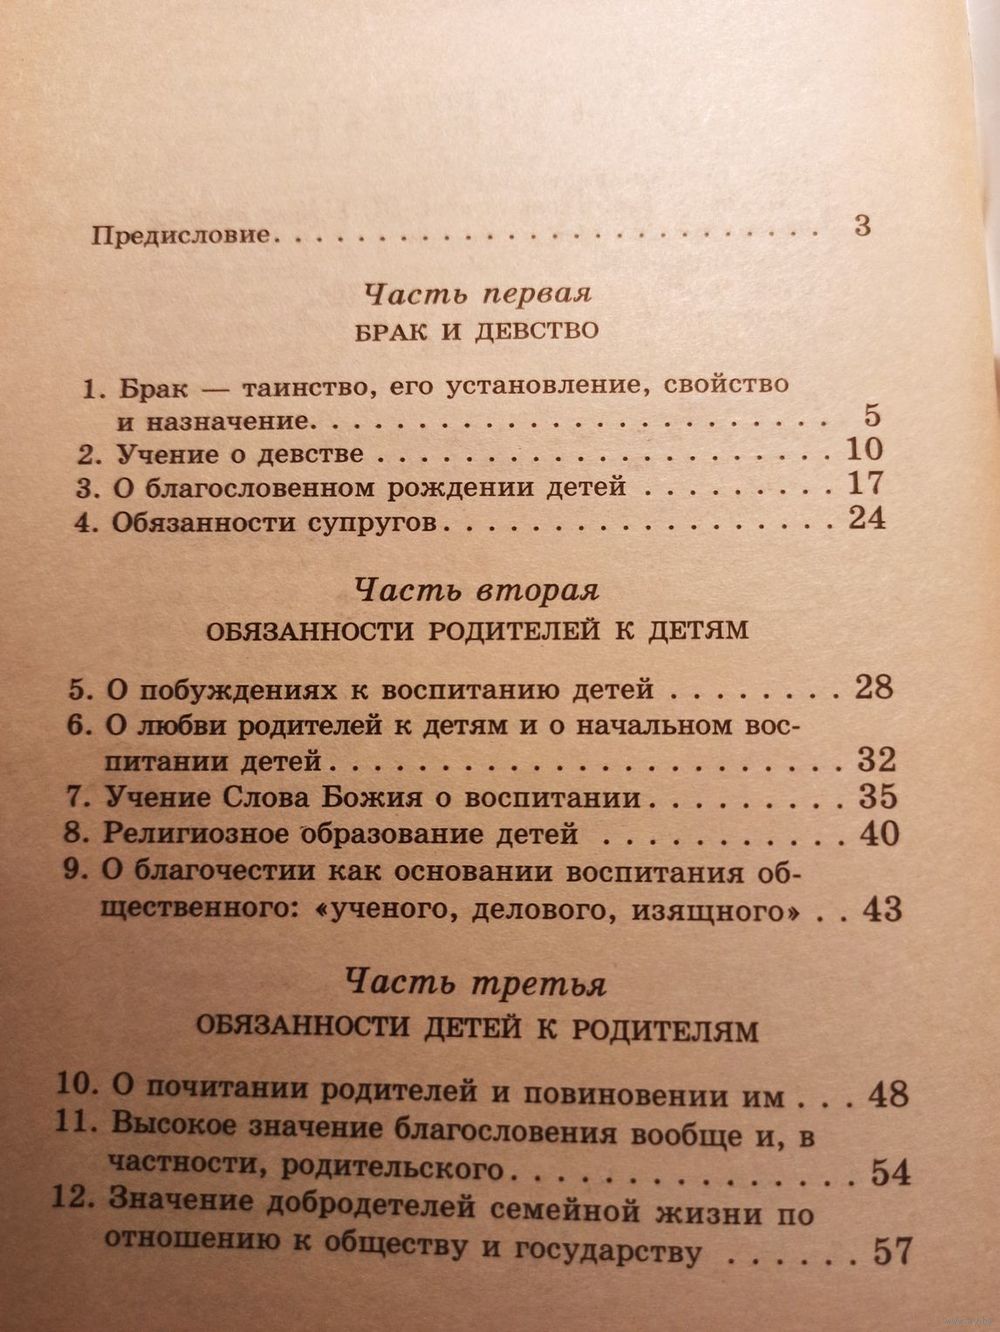 Предисловие. . . . . . . . . . . . . . . . . . . . . . . . . . . . 3
Часть первая
БРАК И ДЕВСТВО
1. Брак — таинство, его установление, свойство
и назначение. . . . . . . . . . . . . . . . . . . . . . . . 5
2. Учение о девстве . . . . . . . . . . . . . . . . . . . . . 10
3. О благословенном рождении детей . . . . . . . . . 17
4. Обязанности супругов. . . . . . . . . . . . . . . . . . 24
Часть вторая
ОБЯЗАННОСТИ РОДИТЕЛЕЙ К ДЕТЯМ
5. О побуждениях к воспитанию детей . . . . . . . . 28
6. О любви родителей к детям и о начальном вос-
питании детей. . . . . . . . . . . . . . . . . . . . . . . 32
7. Учение Слова Божия о воспитании. . . . . . . . . 35
8. Религиозное образование детей . . . . . . . . . . . 40
9. О благочестии как основании воспитания об-
щественного: «ученого, делового, изящного» . . 43
Часть третья
ОБЯЗАННОСТИ ДЕТЕЙ К РОДИТЕЛЯМ
10. О почитании родителей и повиновении им . . . 48
11. Высокое значение благословения вообще и, в
частности, родительского. . . . . . . . . . . . . . . 54
12. Значение добродетелей семейной жизни по
отношению к обществу и государству . . . . . . 57